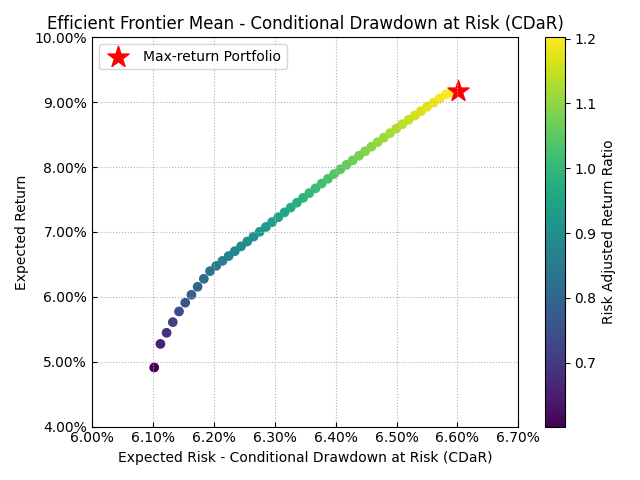 Efficient Frontier Mean - Conditional Drawdown at Risk (CDaR)
Max-return Portfolio
10.00%
9.00%
8.00%
7.00%
6.00%
5.00%
4.00%
Expected Return
6.00% 6.10% 6.20% 6.30% 6.40% 6.50% 6.60% 6.70%
Expected Risk - Conditional Drawdown at Risk (CDaR)
1.2
1.1
1.0
0.9
0.8
0.7
Risk Adjusted Return Ratio